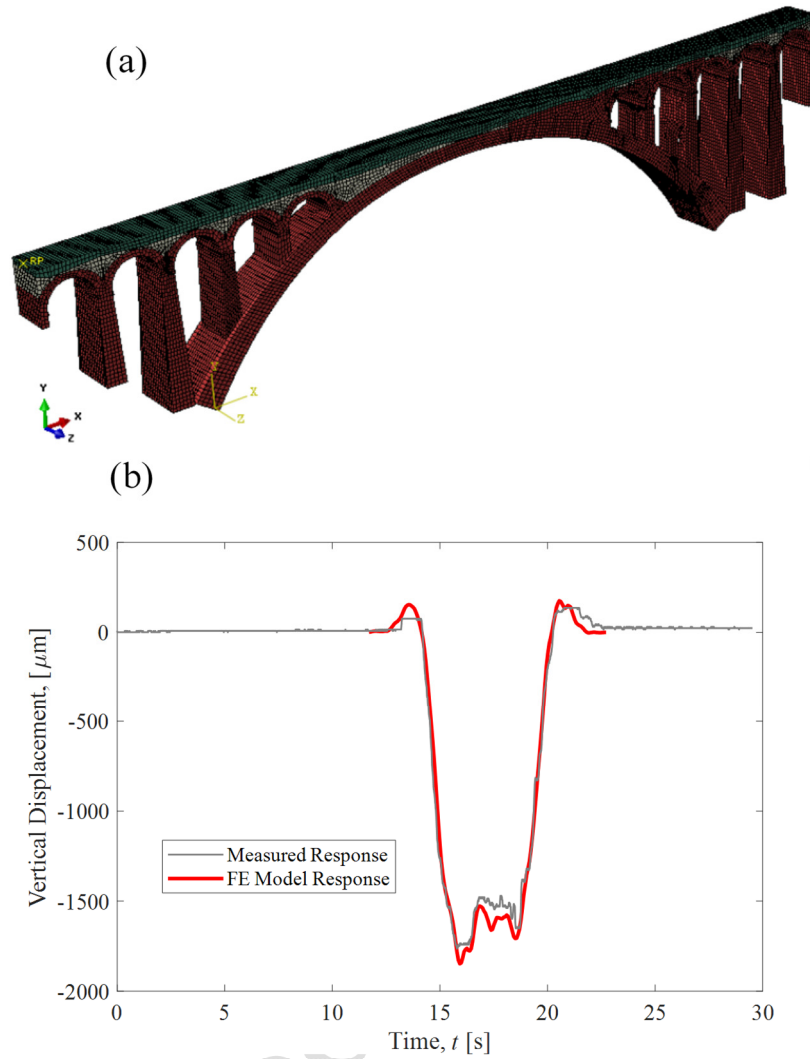 (a)
RP
Y
X
Z
Y
X
Z
(b)
500
0
-500
-1000
-1500
-2000
Vertical Displacement, [μm]
Measured Response
FE Model Response
0 5 10 15 20 25 30
Time, t [s]